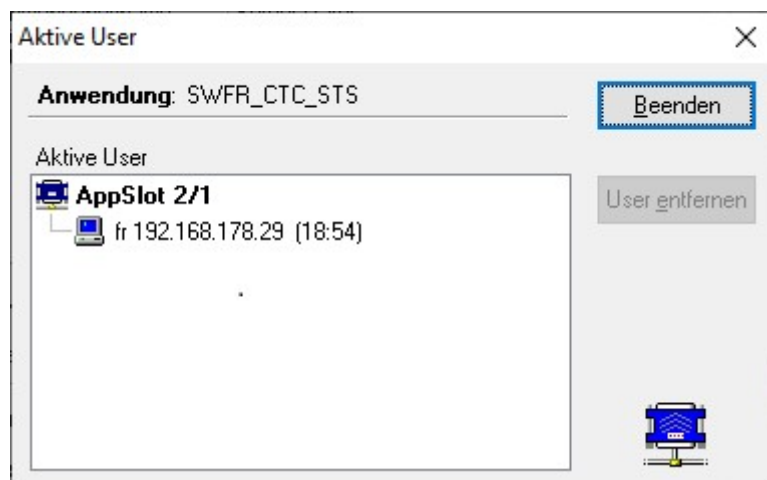 Aktive User
Anwendung: SWFR_CTC_STS
Beenden
Aktive User
AppSlot 2/1
User entfernen
fr 192.168.178.29 (18:54)